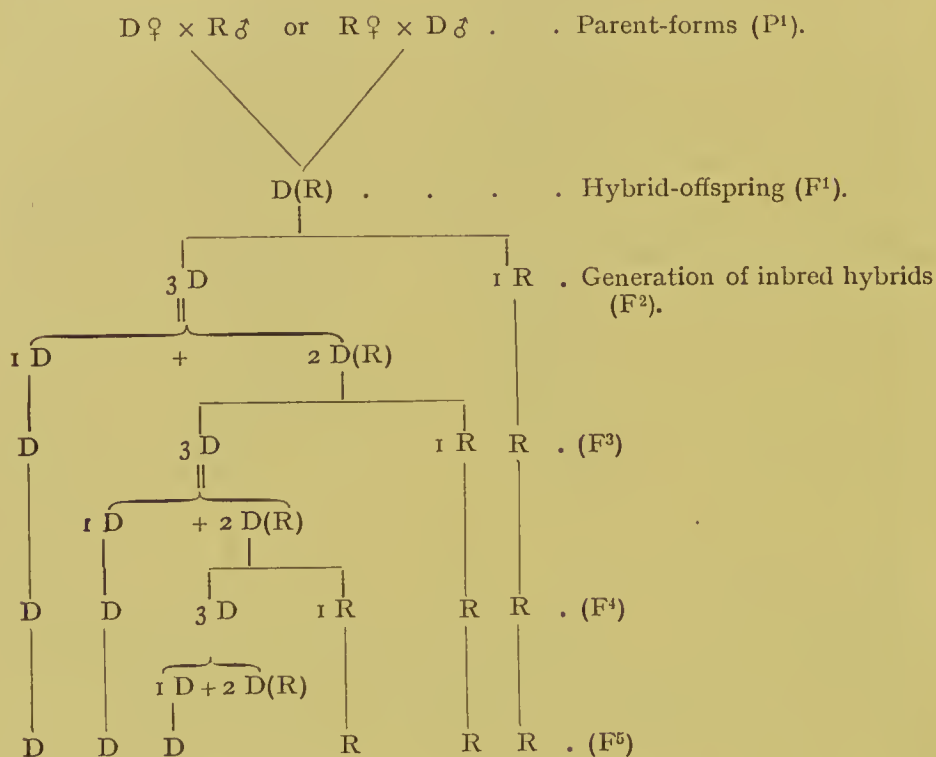 D♀ × R♂ or R♀ × D♂ . . Parent-forms (P¹).
D(R) . . . . Hybrid-offspring (F¹).
3 D 1 R . Generation of inbred hybrids
(F²).
1 D + 2 D(R)
D 3 D 1 R R . (F³)
1 D + 2 D(R)
D D 3 D 1 R R R . (F⁴)
1 D + 2 D(R)
D D D R R R . (F⁵)